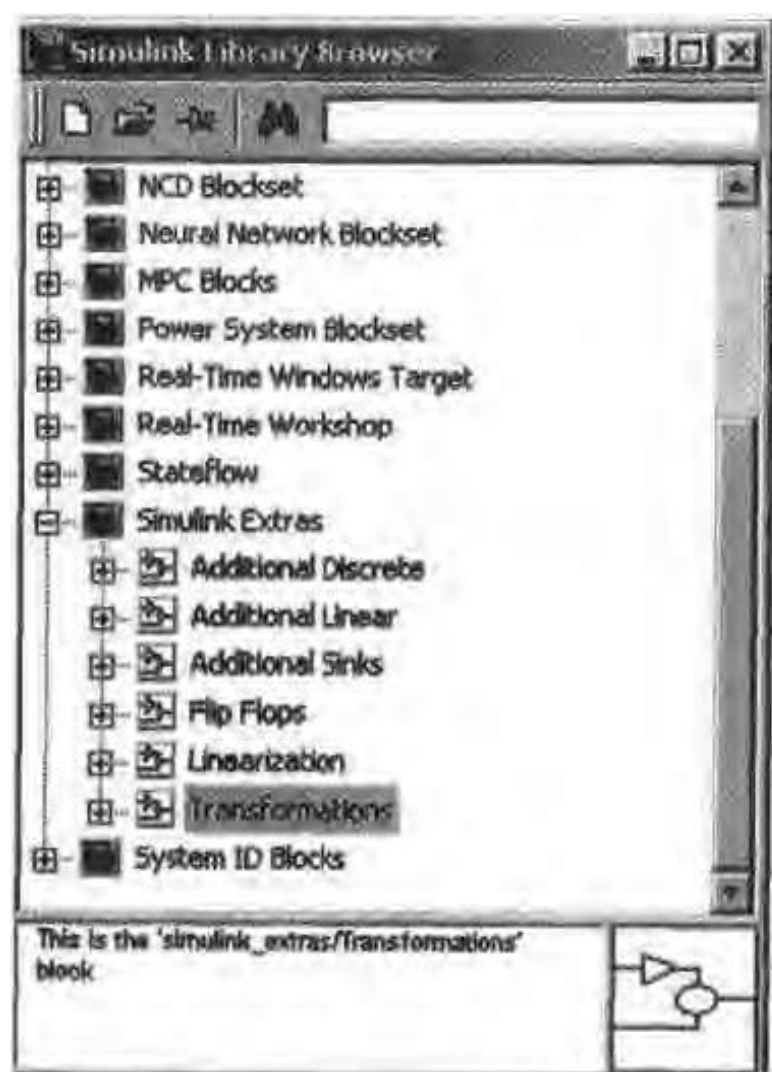 Simulink Library Browser
NCD Blockset
Neural Network Blockset
MPC Blocks
Power System Blockset
Real-Time Windows Target
Real-Time Workshop
Stateflow
Simulink Extras
Additional Discrete
Additional Linear
Additional Sinks
Flip Flops
Linearization
Transformations
System ID Blocks
This is the 'simulink_extras/Transformations'
block